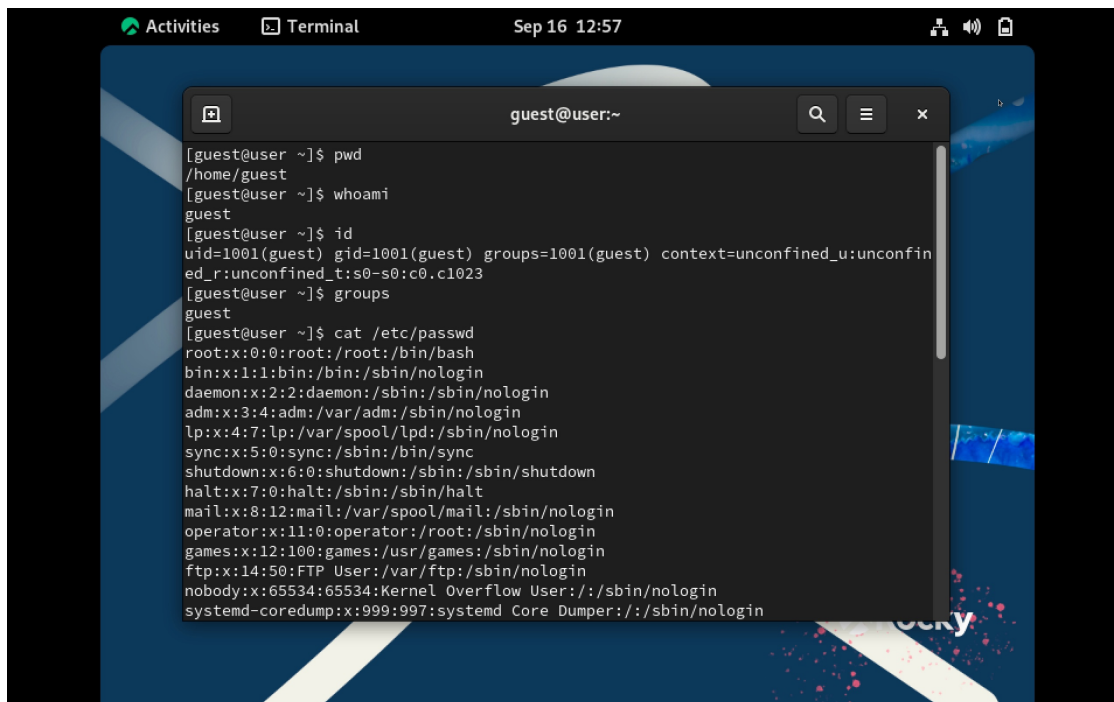 Activities Terminal Sep 16 12:57
guest@user:~
[guest@user ~]$ pwd
/home/guest
[guest@user ~]$ whoami
guest
[guest@user ~]$ id
uid=1001(guest) gid=1001(guest) groups=1001(guest) context=unconfined_u:unconfin
ed_r:unconfined_t:s0-s0:c0.c1023
[guest@user ~]$ groups
guest
[guest@user ~]$ cat /etc/passwd
root:x:0:0:root:/root:/bin/bash
bin:x:1:1:bin:/bin:/sbin/nologin
daemon:x:2:2:daemon:/sbin:/sbin/nologin
adm:x:3:4:adm:/var/adm:/sbin/nologin
lp:x:4:7:lp:/var/spool/lpd:/sbin/nologin
sync:x:5:0:sync:/sbin:/bin/sync
shutdown:x:6:0:shutdown:/sbin:/sbin/shutdown
halt:x:7:0:halt:/sbin:/sbin/halt
mail:x:8:12:mail:/var/spool/mail:/sbin/nologin
operator:x:11:0:operator:/root:/sbin/nologin
games:x:12:100:games:/usr/games:/sbin/nologin
ftp:x:14:50:FTP User:/var/ftp:/sbin/nologin
nobody:x:65534:65534:Kernel Overflow User:/:/sbin/nologin
systemd-coredump:x:999:997:systemd Core Dumper:/:/sbin/nologin